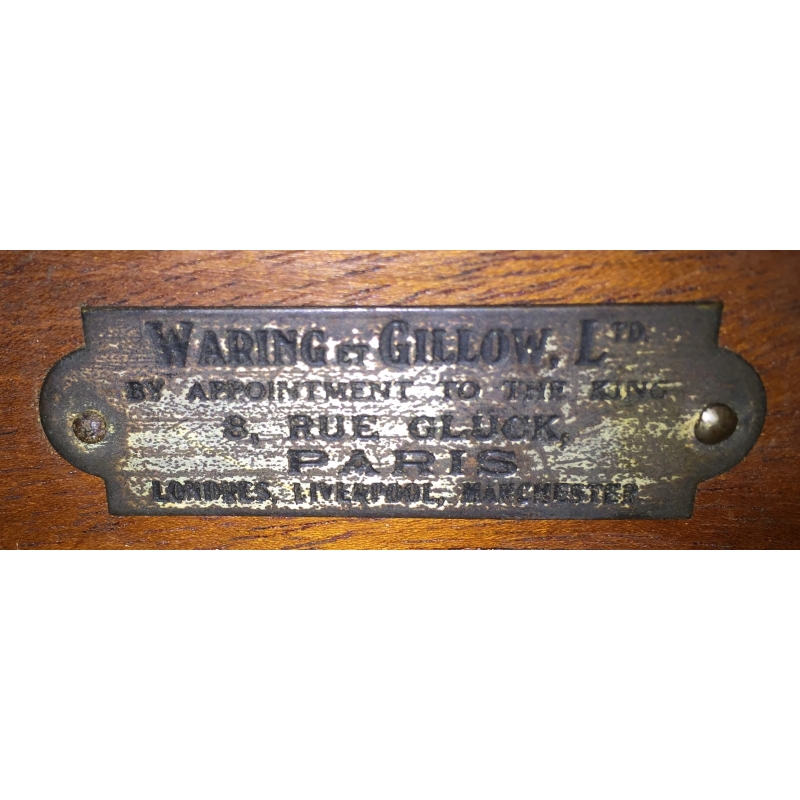 WARING ET GILLOW, LTD.
BY APPOINTMENT TO THE KING
8, RUE GLUCK,
PARIS
LONDRES, LIVERPOOL, MANCHESTER